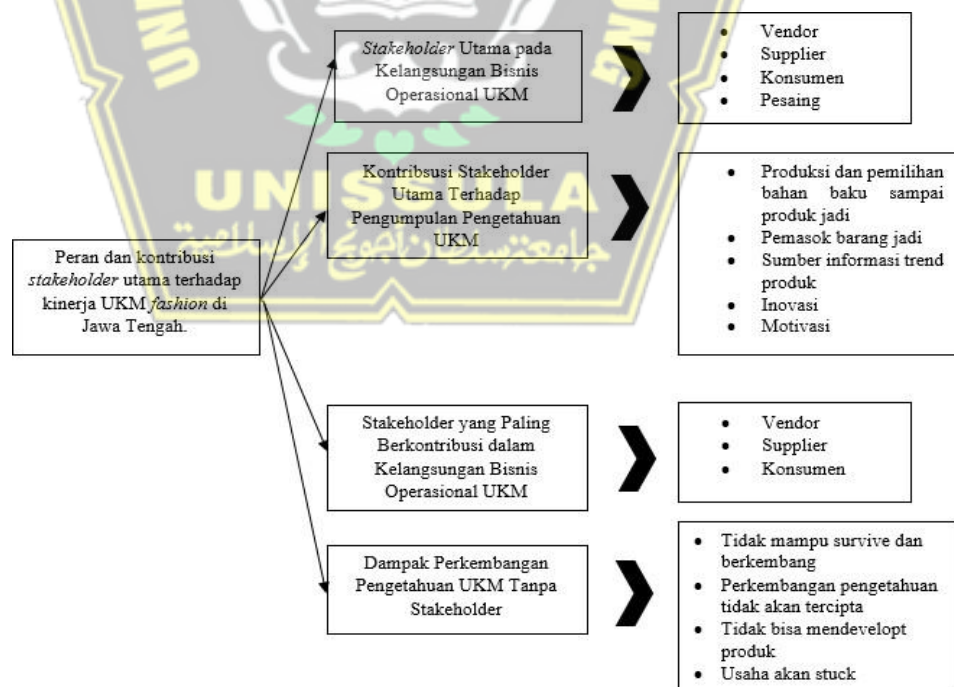 Stakeholder Utama pada
Kelangsungan Bisnis
Operasional UKM
• Vendor
• Supplier
• Konsumen
• Pesaing
Kontribsusi Stakeholder
Utama Terhadap
Pengumpulan Pengetahuan
UKM
• Produksi dan pemilihan
bahan baku sampai
produk jadi
• Pemasok barang jadi
• Sumber informasi trend
produk
• Inovasi
• Motivasi
UNISSULA
Peran dan kontribusi
stakeholder utama terhadap
kinerja UKM fashion di
Jawa Tengah.
Stakeholder yang Paling
Berkontribusi dalam
Kelangsungan Bisnis
Operasional UKM
• Vendor
• Supplier
• Konsumen
Dampak Perkembangan
Pengetahuan UKM Tanpa
Stakeholder
• Tidak mampu survive dan
berkembang
• Perkembangan pengetahuan
tidak akan tercipta
• Tidak bisa mendevelopt
produk
• Usaha akan stuck